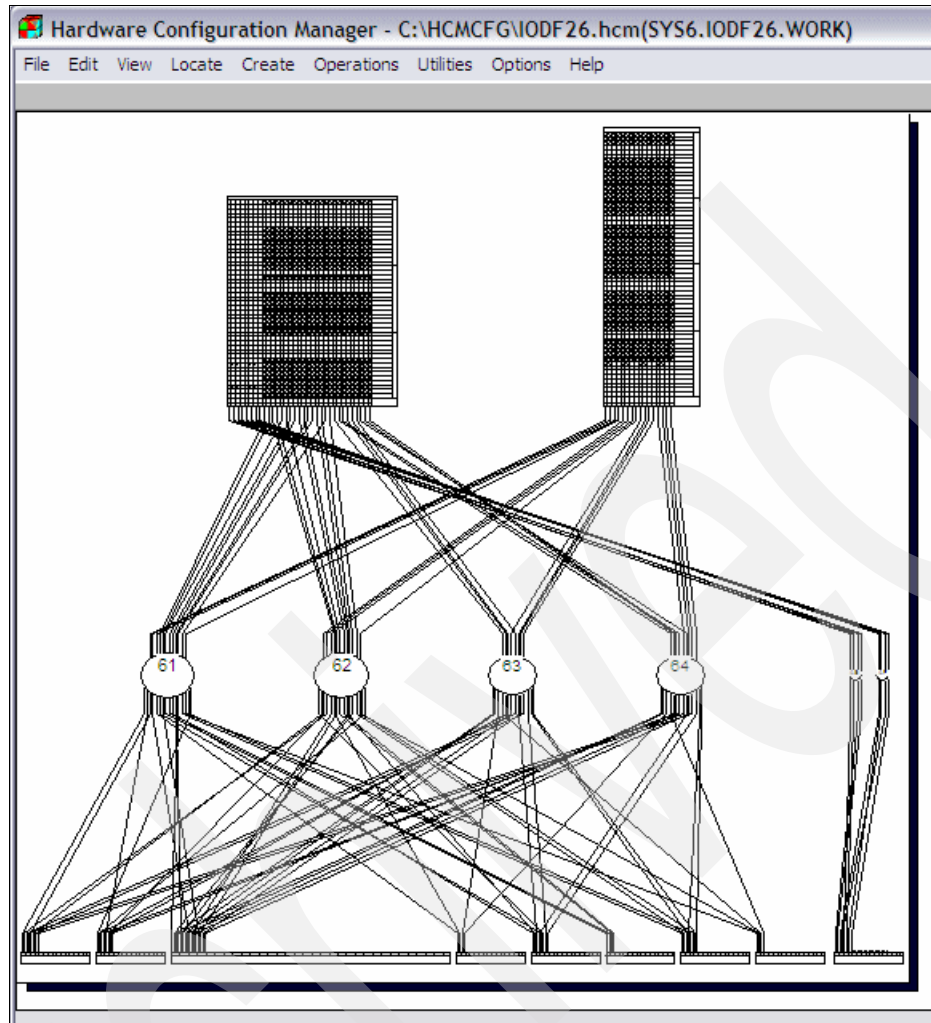 Hardware Configuration Manager - C:\HCMCFG\IODF26.hcm(SYS6.IODF26.WORK)
File Edit View Locate Create Operations Utilities Options Help
61 62 63 64